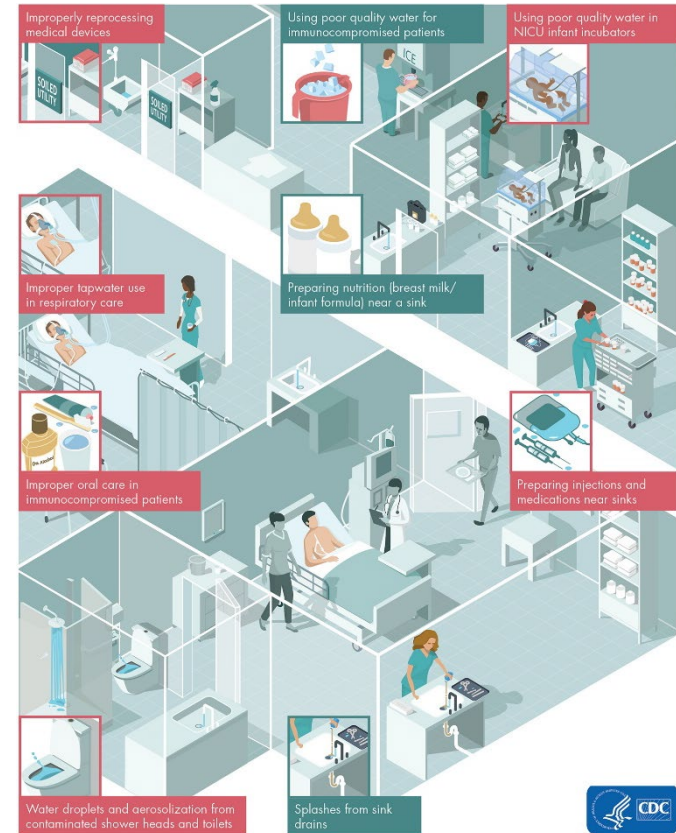 Improperly reprocessing
medical devices
Using poor quality water for
immunocompromised patients
Using poor quality water in
NICU infant incubators
SOILED
UTILITY
SOILED
UTILITY
ICE
Improper tapwater use
in respiratory care
Preparing nutrition (breast milk/
infant formula) near a sink
Improper oral care in
immunocompromised patients
Preparing injections and
medications near sinks
Water droplets and aerosolization from
contaminated shower heads and toilets
Splashes from sink
drains
CDC